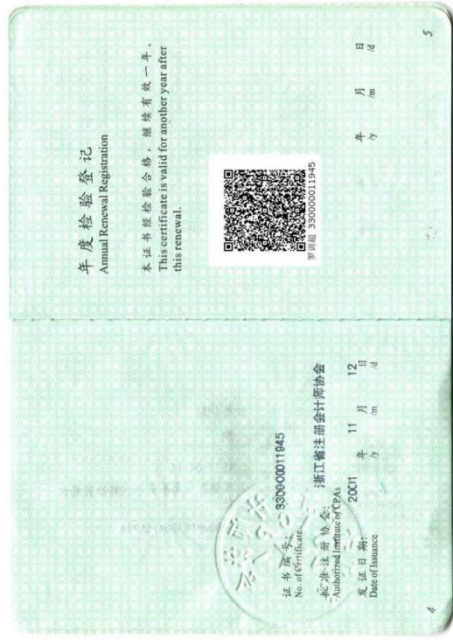 证书编号:
No. of Certificate
330000011945
批准注册协会:
Authorized Institute of CPAs
浙江省注册会计师协会
发证日期:
Date of Issuance
2001 年 11 月 12 日
/y /m /d
4
年度检验登记
Annual Renewal Registration
本证书经检验合格,继续有效一年。
This certificate is valid for another year after
this renewal.
罗训超 330000011945
年 月 日
/y /m /d
5